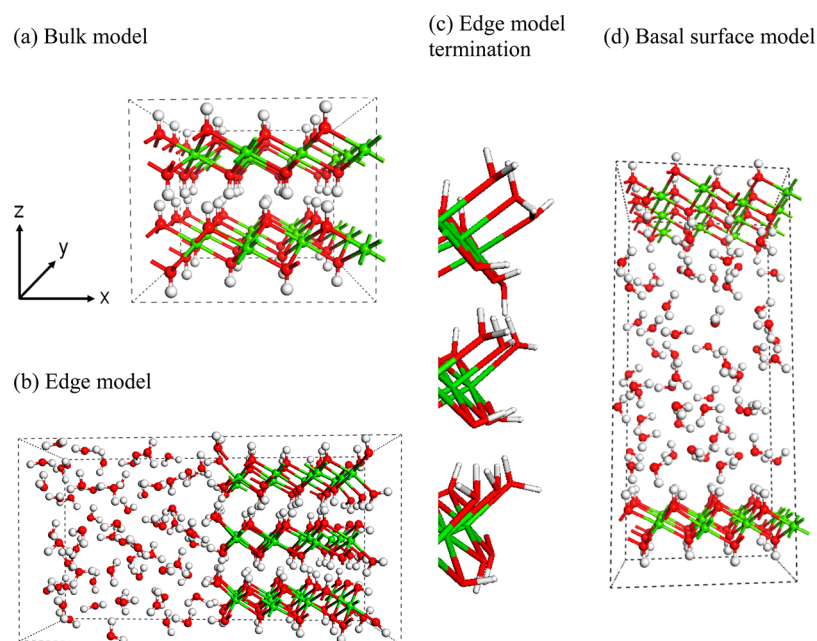 (a) Bulk model
(c) Edge model
termination
(d) Basal surface model
z
y
x
(b) Edge model